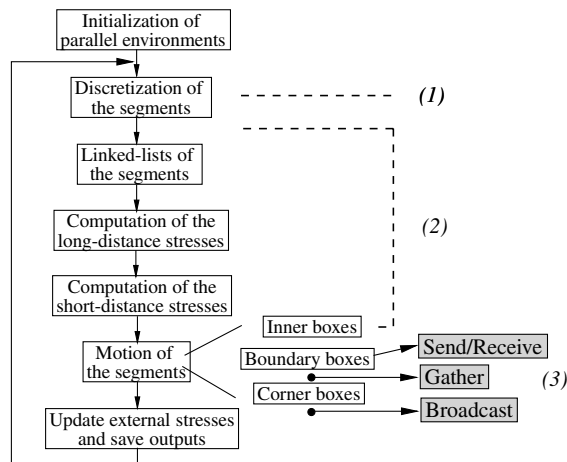 Initialization of
parallel environments
Discretization of
the segments
(1)
Linked-lists of
the segments
Computation of the
long-distance stresses
(2)
Computation of the
short-distance stresses
Inner boxes
Motion of
the segments
Boundary boxes
Send/Receive
Gather
(3)
Corner boxes
Broadcast
Update external stresses
and save outputs